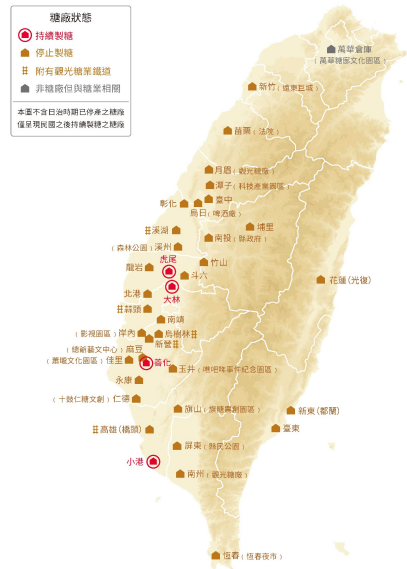 糖廠狀態
持續製糖
停止製糖
附有觀光糖業鐵道
非糖廠但與糖業相關
本圖不含日治時期已停產之糖廠
僅呈現民國之後持續製糖之糖廠
萬華倉庫
（萬華糖廍文化園區）
新竹（遠東巨城）
苗栗（法院）
月眉（觀光糖廠）
潭子（科技產業園區）
彰化
臺中
烏日（啤酒廠）
溪湖
埔里
南投（縣政府）
（森林公園）溪州
虎尾
竹山
龍岩
斗六
大林
花蓮（光復）
北港
蒜頭
南靖
（影視園區）岸內
烏樹林
新營
（總爺藝文中心）麻豆
（蕭壠文化園區）佳里
善化
玉井（噍吧哖事件紀念園區）
永康
（十鼓仁糖文創）仁德
旗山（旗糖農創園區）
新東（都蘭）
高雄（橋頭）
臺東
屏東（縣民公園）
小港
南州（觀光糖廠）
恆春（恆春夜市）